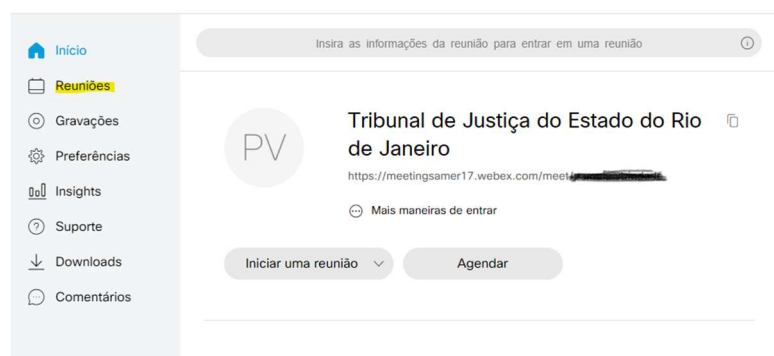 Início
Reuniões
Gravações
Preferências
Insights
Suporte
Downloads
Comentários
Insira as informações da reunião para entrar em uma reunião
PV
Tribunal de Justiça do Estado do Rio
de Janeiro
https://meetingsamer17.webex.com/meet
Mais maneiras de entrar
Iniciar uma reunião
Agendar